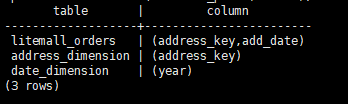 table | column
--------------------+-------------------------
litemall_orders | (address_key,add_date)
address_dimension | (address_key)
date_dimension | (year)
(3 rows)